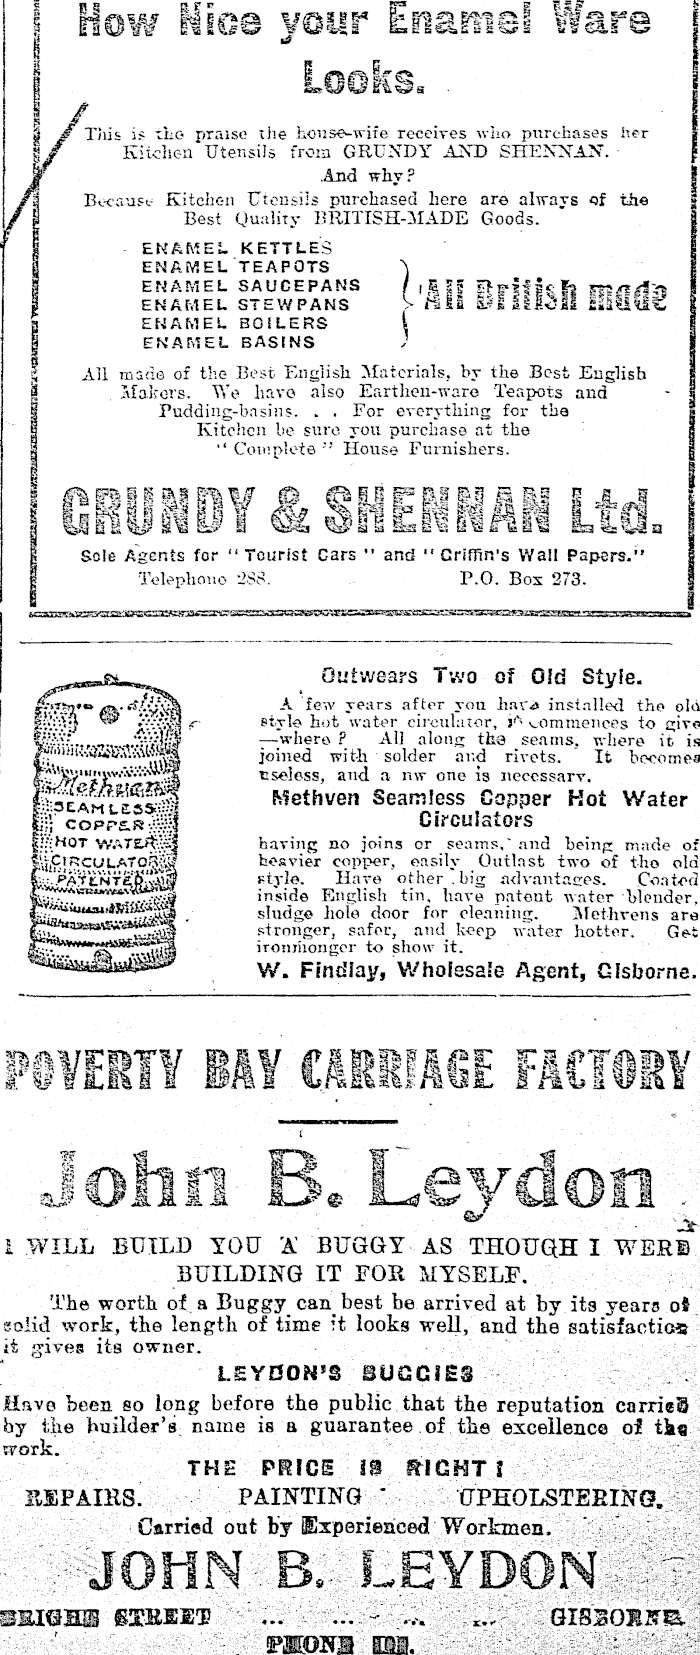 How Nice your Enamel Ware
Looks.
This is the praise the house-wife receives who purchases her
Kitchen Utensils from GRUNDY AND SHENNAN.
And why?
Because Kitchen Utensils purchased here are always of the
Best Quality BRITISH-MADE Goods.
ENAMEL KETTLES
ENAMEL TEAPOTS
ENAMEL SAUCEPANS
ENAMEL STEWPANS
ENAMEL BOILERS
ENAMEL BASINS
All British made
All made of the Best English Materials, by the Best English
Makers. We have also Earthen-ware Teapots and
Pudding-basins. . . For everything for the
Kitchen be sure you purchase at the
"Complete" House Furnishers.
GRUNDY & SHENNAN Ltd.
Sole Agents for "Tourist Cars" and "Griffin's Wall Papers."
Telephone 288. P.O. Box 273.
Methven
SEAMLESS
COPPER
HOT WATER
CIRCULATOR
PATENTED
Outwears Two of Old Style.
A few years after you have installed the old
style hot water circulator, commences to give
—where? All along the seams, where it is
joined with solder and rivets. It becomes
useless, and a nw one is necessary.
Methven Seamless Copper Hot Water
Circulators
having no joins or seams, and being made of
heavier copper, easily Outlast two of the old
style. Have other big advantages. Coated
inside English tin, have patent water blender,
sludge hole door for cleaning. Methvens are
stronger, safer, and keep water hotter. Get
ironmonger to show it.
W. Findlay, Wholesale Agent, Gisborne.
POVERTY BAY CARRIAGE FACTORY
John B. Leydon
I WILL BUILD YOU A BUGGY AS THOUGH I WERE
BUILDING IT FOR MYSELF.
The worth of a Buggy can best be arrived at by its years of
solid work, the length of time it looks well, and the satisfaction
it gives its owner.
LEYDON'S BUGGIES
Have been so long before the public that the reputation carried
by the builder's name is a guarantee of the excellence of the
work.
THE PRICE IS RIGHT!
REPAIRS. PAINTING UPHOLSTERING.
Carried out by Experienced Workmen.
JOHN B. LEYDON
BRIGHT STREET ... ... ... ... GISBORNE.
PHONE